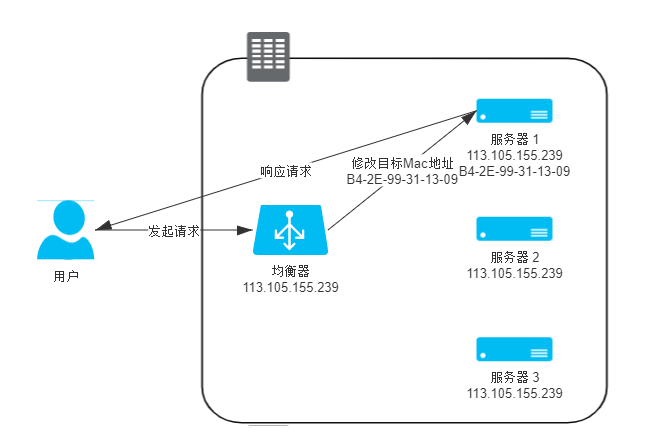 服务器 1
113.105.155.239
B4-2E-99-31-13-09
修改目标Mac地址
B4-2E-99-31-13-09
响应请求
发起请求
用户
均衡器
113.105.155.239
服务器 2
113.105.155.239
服务器 3
113.105.155.239